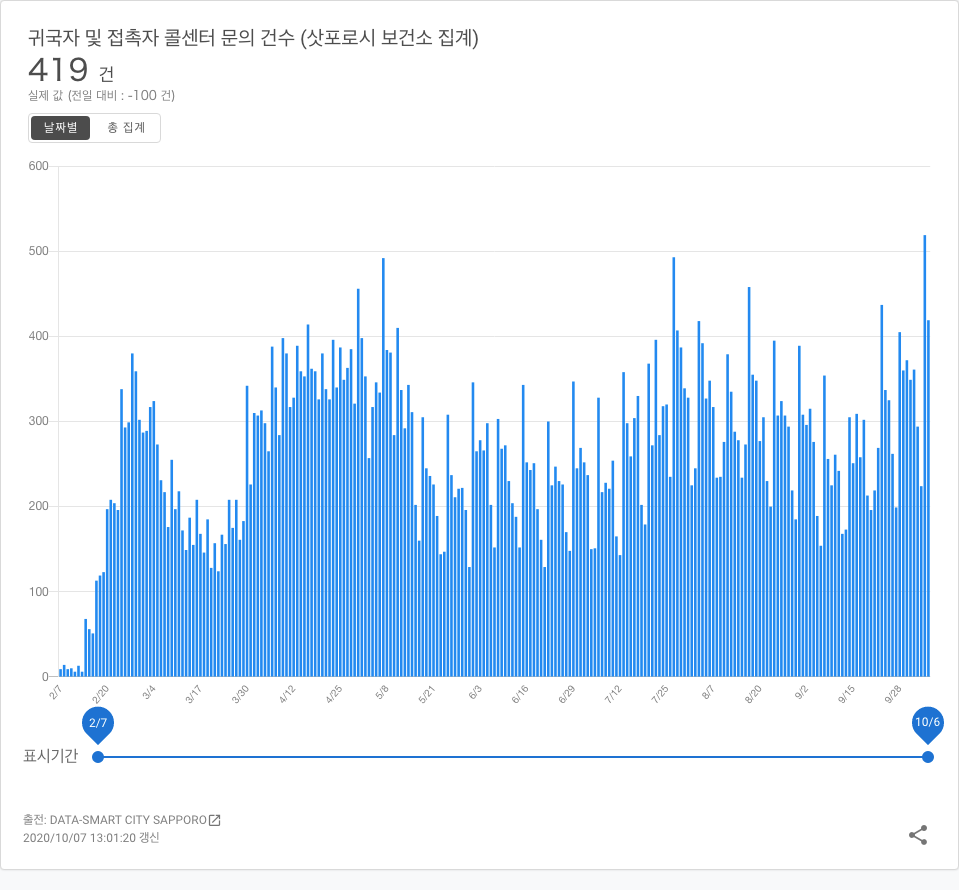 귀국자 및 접촉자 콜센터 문의 건수 (삿포로시 보건소 집계)
419 건
실제 값 (전일 대비 : -100 건)
날짜별 총 집계
600
500
400
300
200
100
0
2/7 2/20 3/4 3/17 3/30 4/12 4/25 5/8 5/21 6/3 6/16 6/29 7/12 7/25 8/7 8/20 9/2 9/15 9/28
2/7 10/6
표시기간
출전: DATA-SMART CITY SAPPORO
2020/10/07 13:01:20 갱신